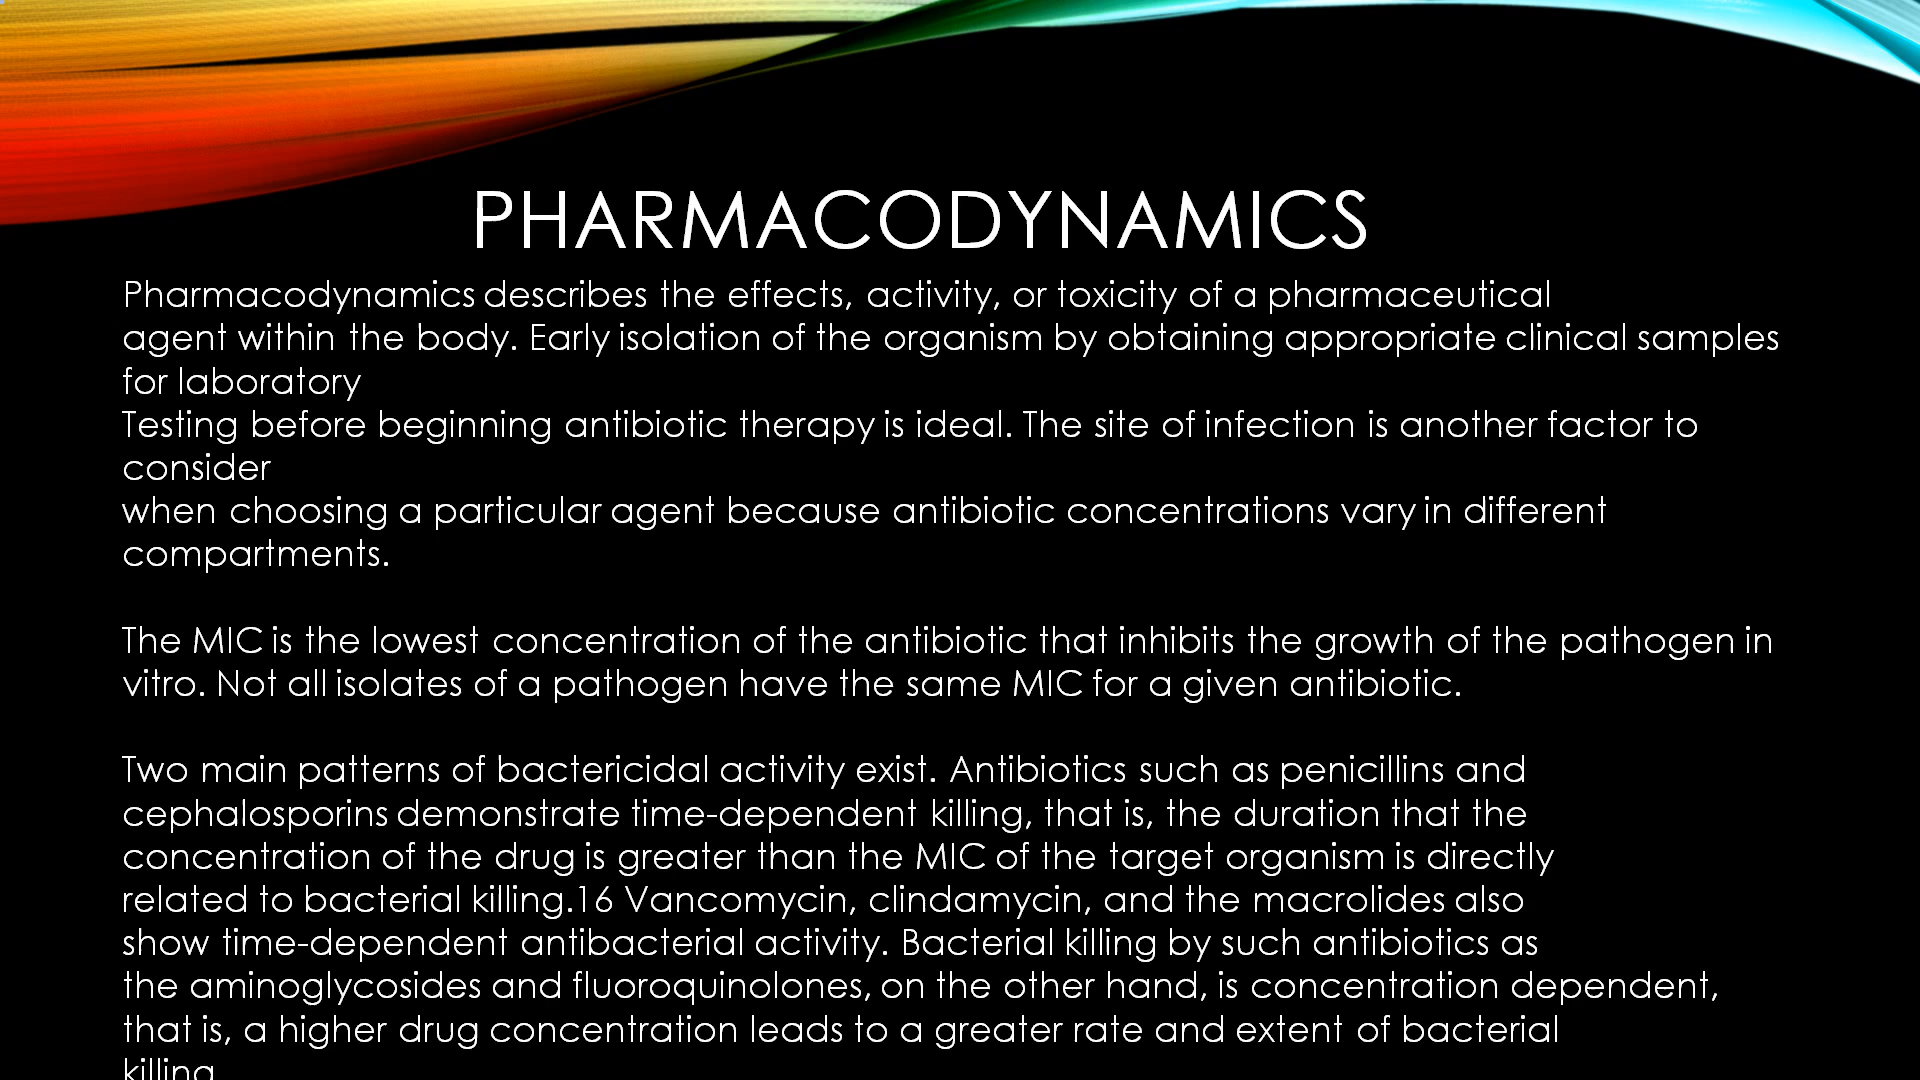 PHARMACODYNAMICS
Pharmacodynamics describes the effects, activity, or toxicity of a pharmaceutical
agent within the body. Early isolation of the organism by obtaining appropriate clinical samples
for laboratory
Testing before beginning antibiotic therapy is ideal. The site of infection is another factor to
consider
when choosing a particular agent because antibiotic concentrations vary in different
compartments.
The MIC is the lowest concentration of the antibiotic that inhibits the growth of the pathogen in
vitro. Not all isolates of a pathogen have the same MIC for a given antibiotic.
Two main patterns of bactericidal activity exist. Antibiotics such as penicillins and
cephalosporins demonstrate time-dependent killing, that is, the duration that the
concentration of the drug is greater than the MIC of the target organism is directly
related to bacterial killing.16 Vancomycin, clindamycin, and the macrolides also
show time-dependent antibacterial activity. Bacterial killing by such antibiotics as
the aminoglycosides and fluoroquinolones, on the other hand, is concentration dependent,
that is, a higher drug concentration leads to a greater rate and extent of bacterial
killing